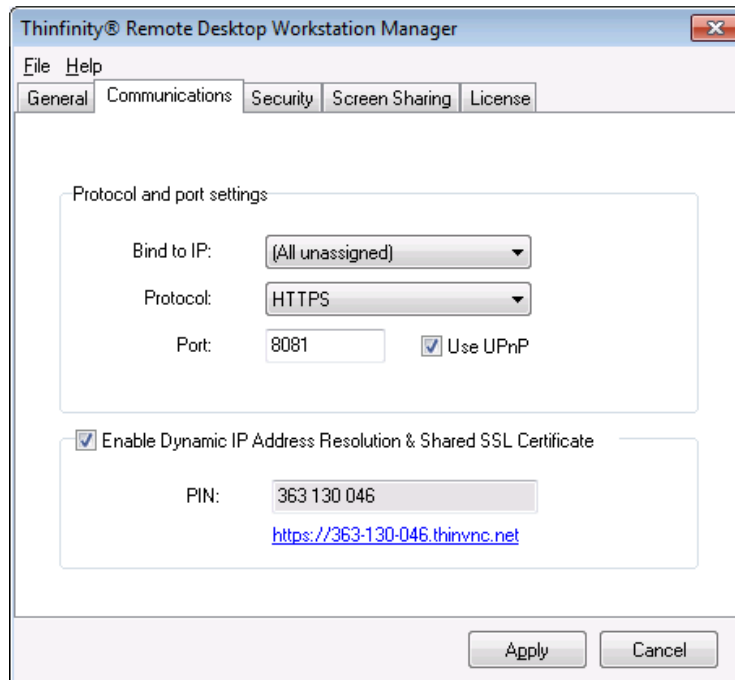 Thinfinity® Remote Desktop Workstation Manager
File Help
General Communications Security Screen Sharing License
Protocol and port settings
Bind to IP: (All unassigned)
Protocol: HTTPS
Port: 8081 Use UPnP
Enable Dynamic IP Address Resolution & Shared SSL Certificate
PIN: 363 130 046
https://363-130-046.thinvnc.net
Apply Cancel